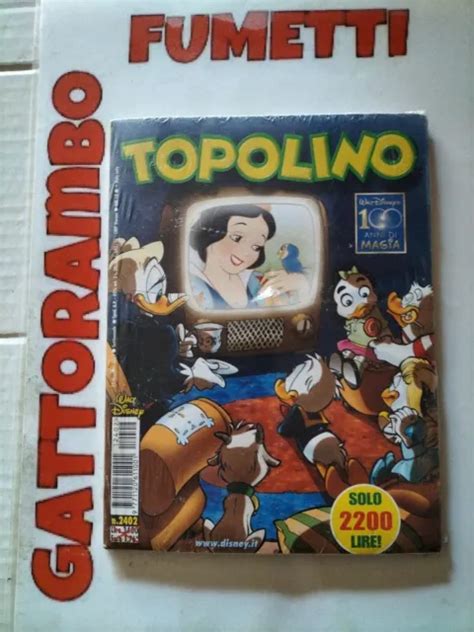 FUMETTI
GATTORAMBO
TOPOLINO
WALT DISNEY'S
100
ANNI DI
MAGIA
WALT
DISNEY
n.2402
SOLO
2200
LIRE!
www.disney.it